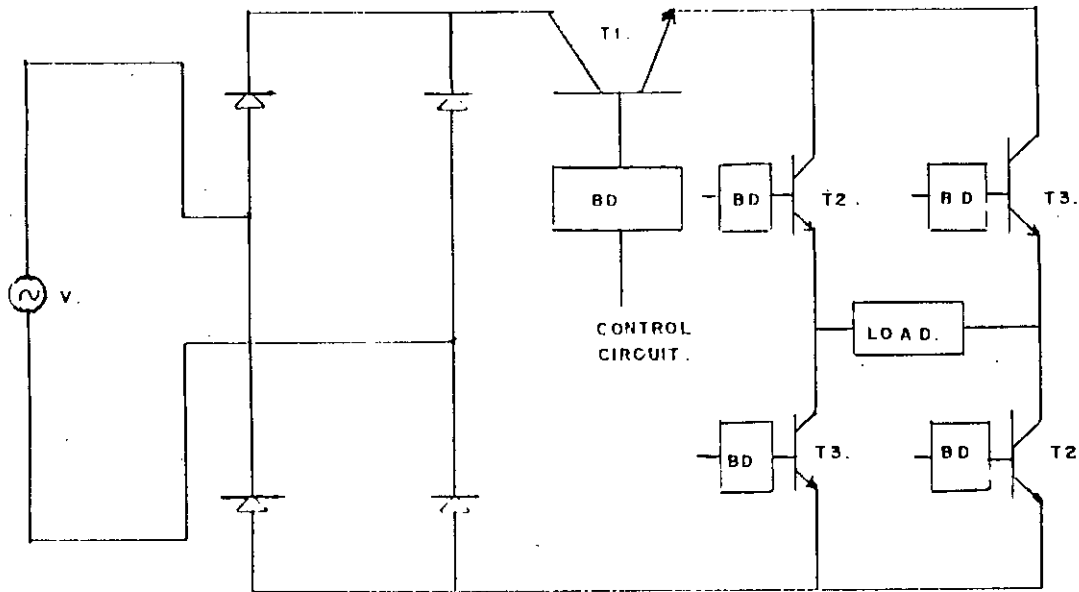 T1.
BD
BD
T2.
BD
T3.
V.
CONTROL
CIRCUIT.
LOAD.
BD
T3.
BD
T2